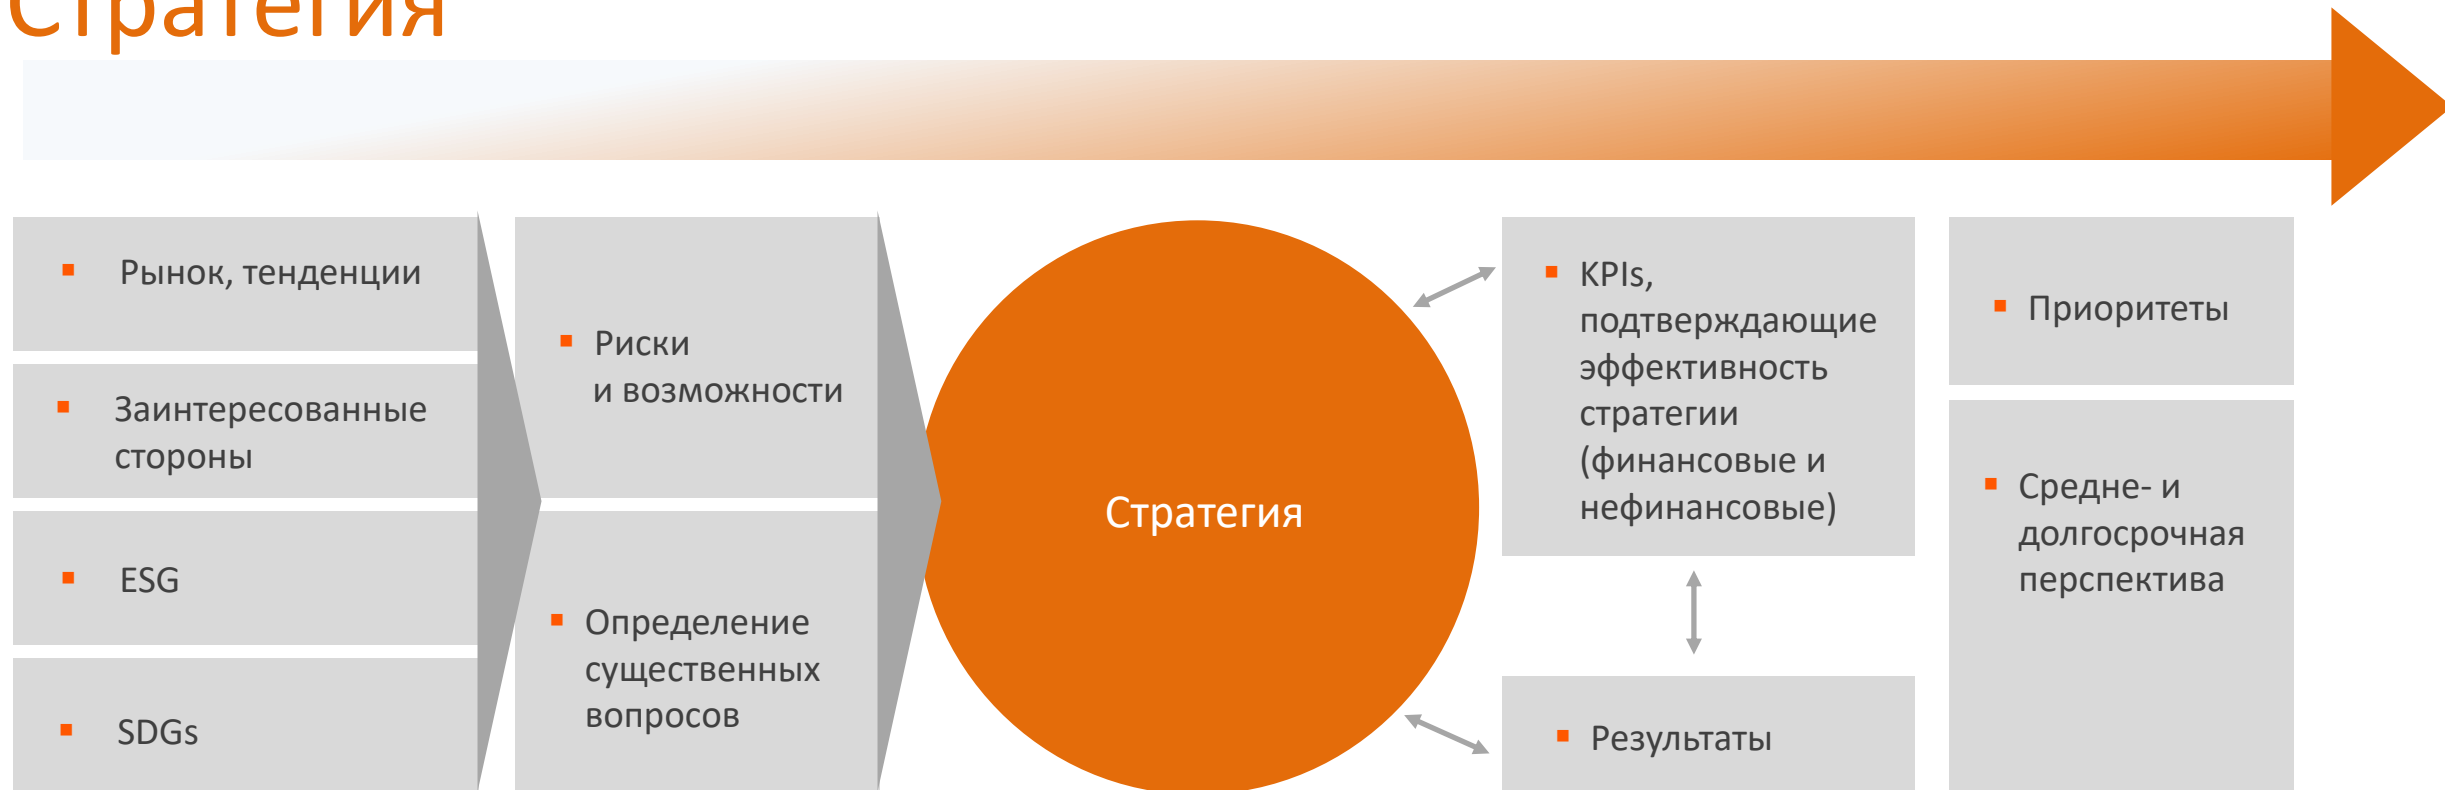 Стратегия
Рынок, тенденции
Заинтересованные
стороны
ESG
SDGs
Риски
и возможности
Определение
существенных
вопросов
Стратегия
KPIs,
подтверждающие
эффективность
стратегии
(финансовые и
нефинансовые)
Результаты
Приоритеты
Средне- и
долгосрочная
перспектива